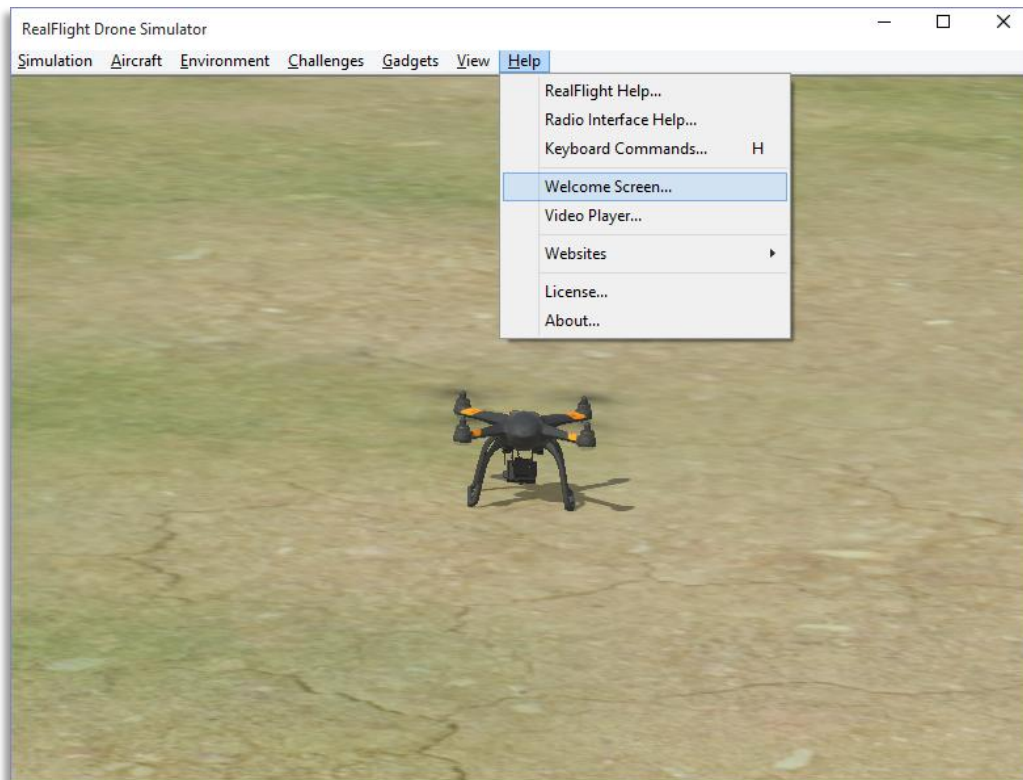 RealFlight Drone Simulator
Simulation Aircraft Environment Challenges Gadgets View Help
RealFlight Help...
Radio Interface Help...
Keyboard Commands... H
Welcome Screen...
Video Player...
Websites
License...
About...